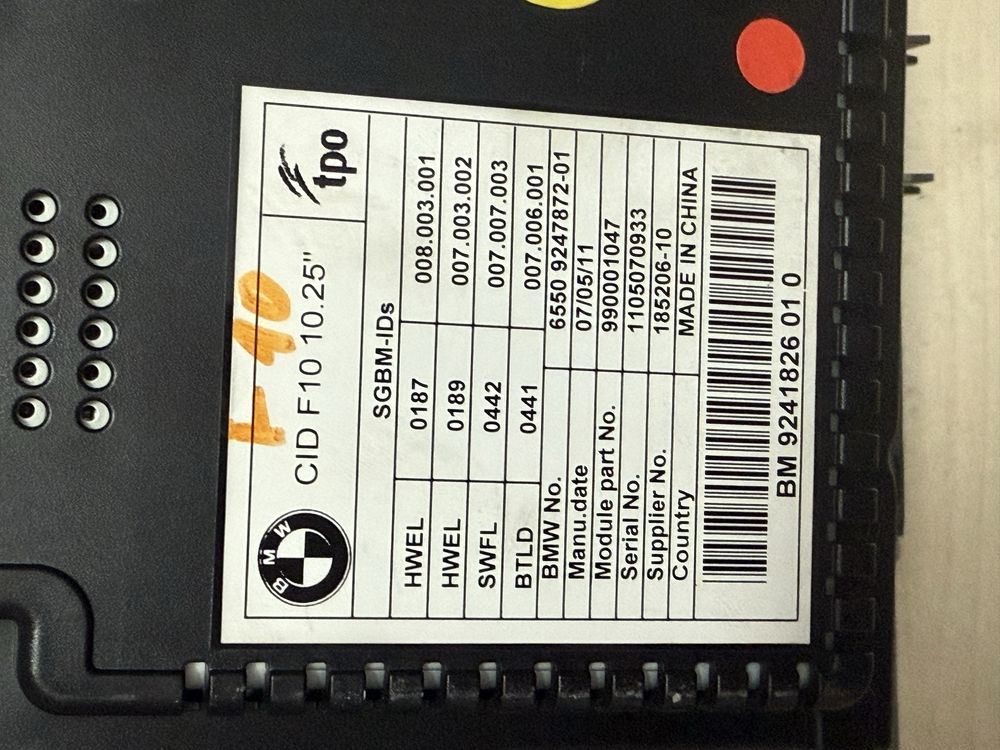 F-10
BMW
CID F10 10.25"
tpo
SGBM-IDs
HWEL 0187 008.003.001
HWEL 0189 007.003.002
SWFL 0442 007.007.003
BTLD 0441 007.006.001
BMW No. 6550 9247872-01
Manu.date 07/05/11
Module part No. 990001047
Serial No. 1105070933
Supplier No. 185206-10
Country MADE IN CHINA
BM 9241826 01 0